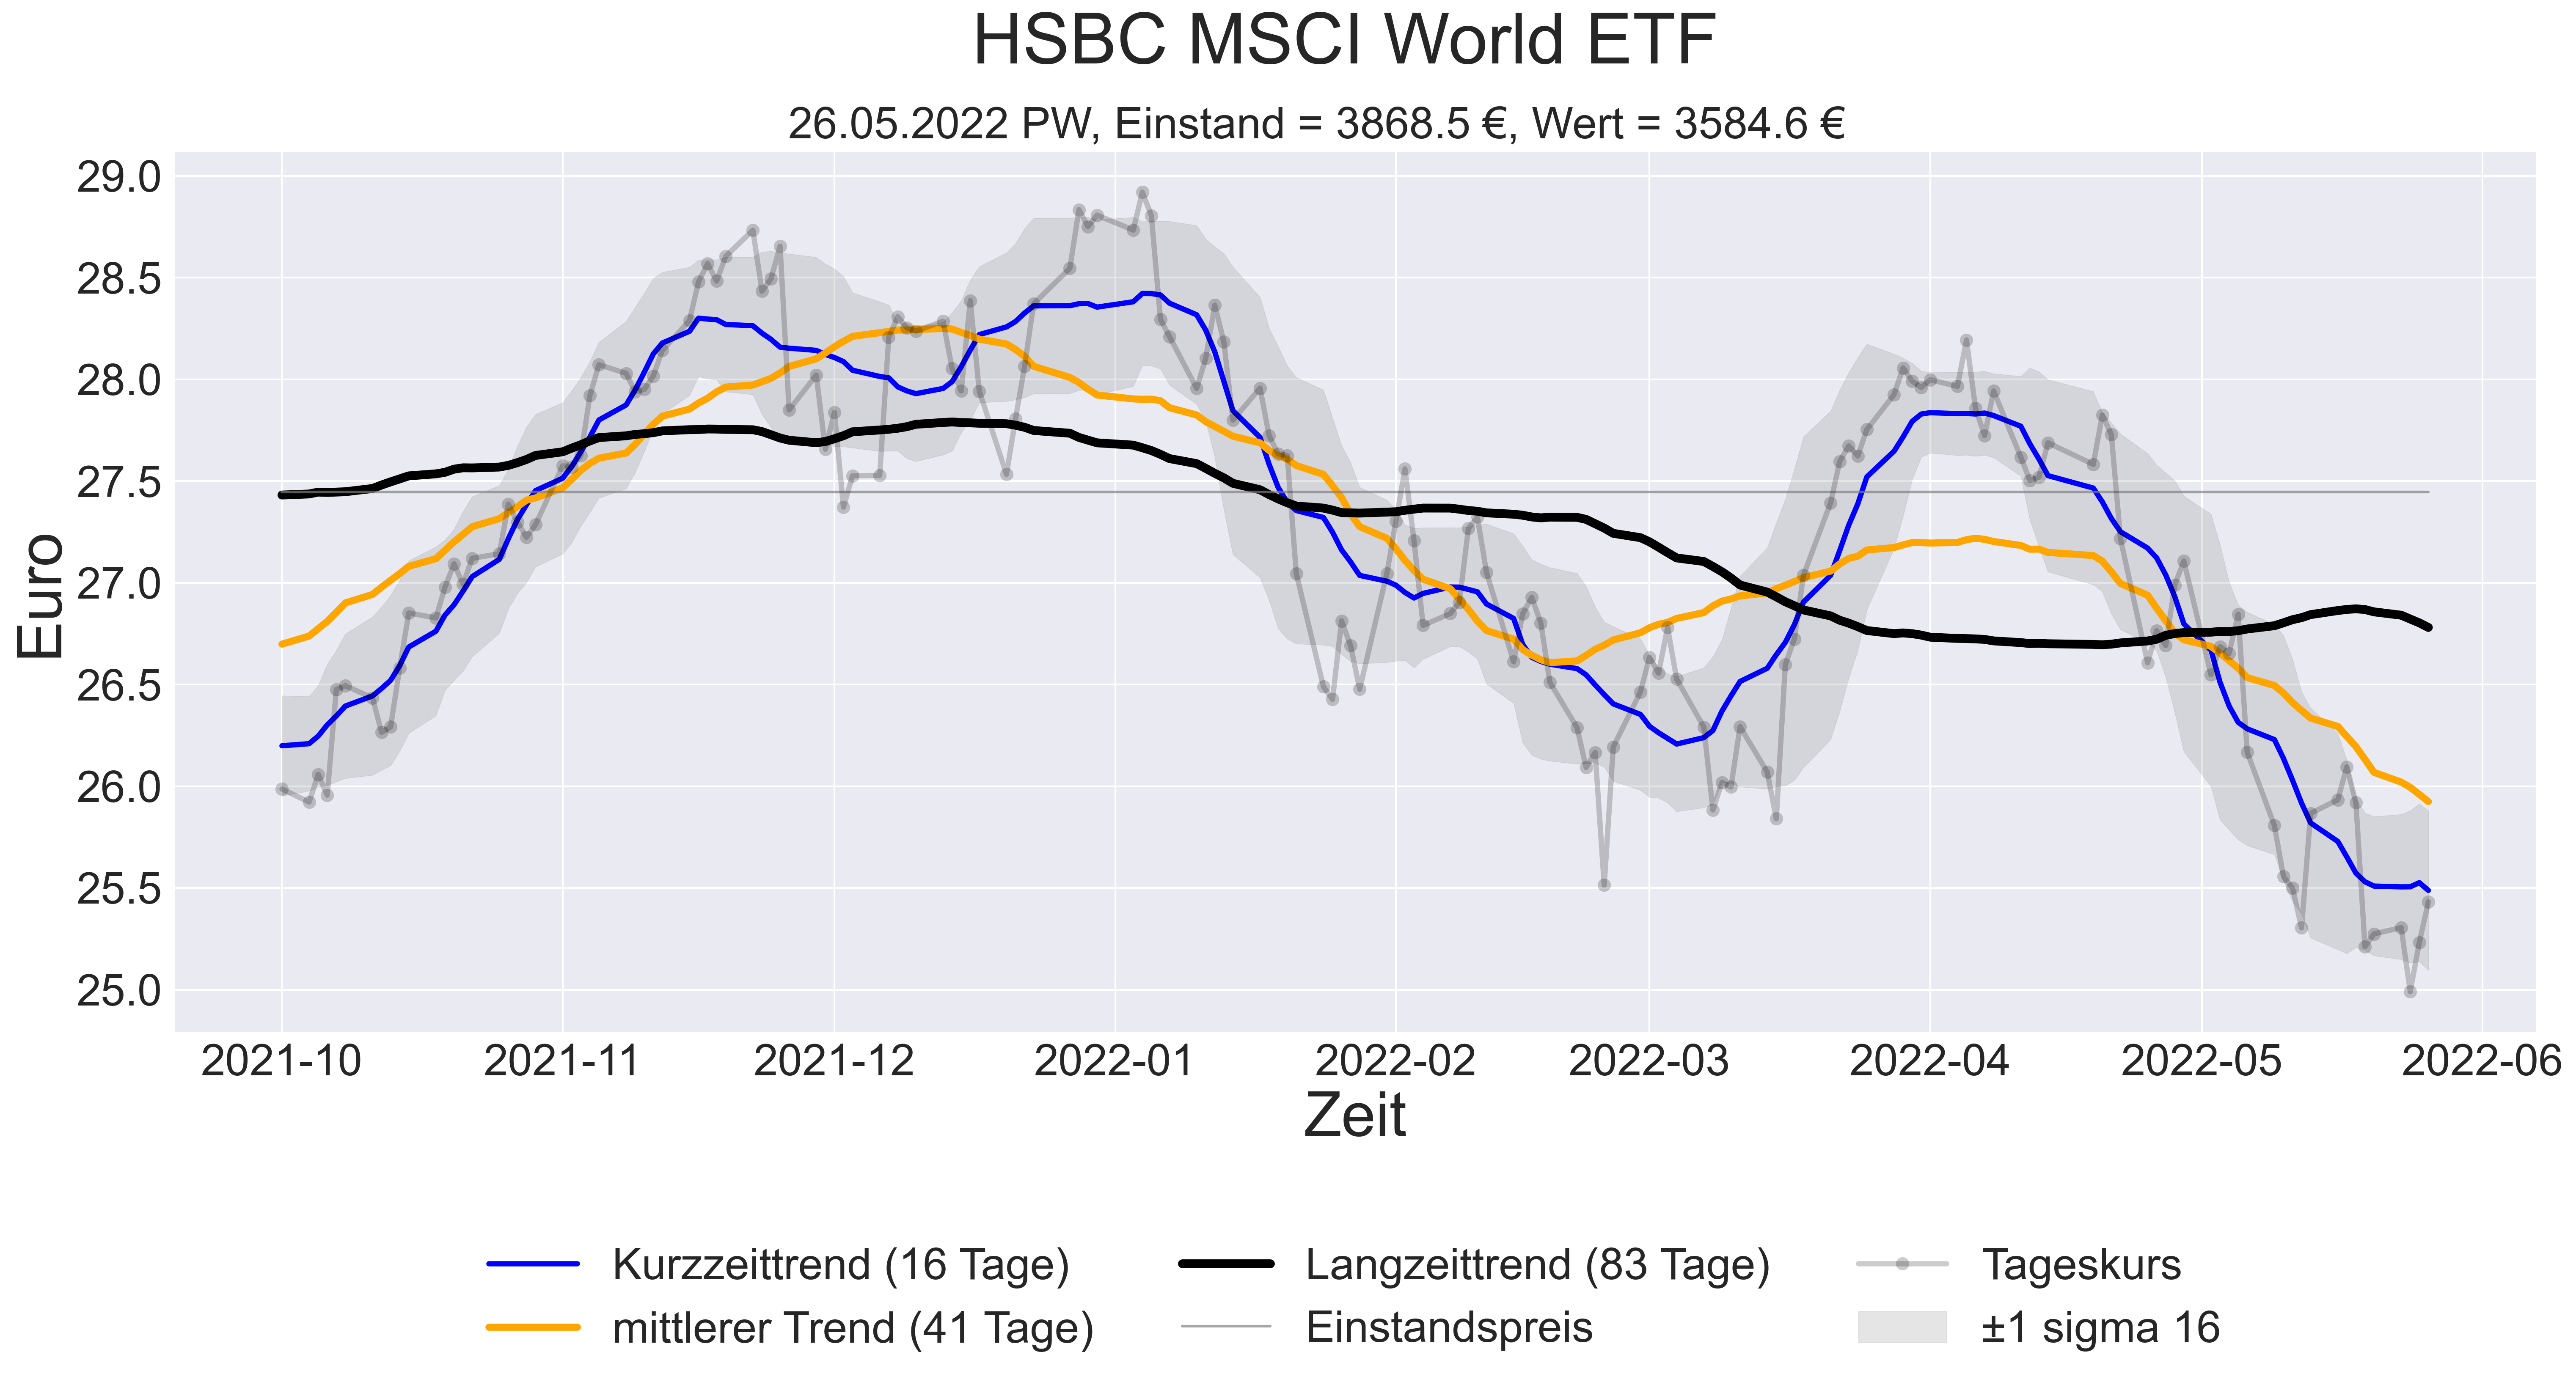 HSBC MSCI World ETF
26.05.2022 PW, Einstand = 3868.5 €, Wert = 3584.6 €
29.0
28.5
28.0
27.5
27.0
26.5
26.0
25.5
25.0
Euro
2021-10 2021-11 2021-12 2022-01 2022-02 2022-03 2022-04 2022-05 2022-06
Zeit
Kurzzeittrend (16 Tage) Langzeittrend (83 Tage) Tageskurs
mittlerer Trend (41 Tage) Einstandspreis ±1 sigma 16